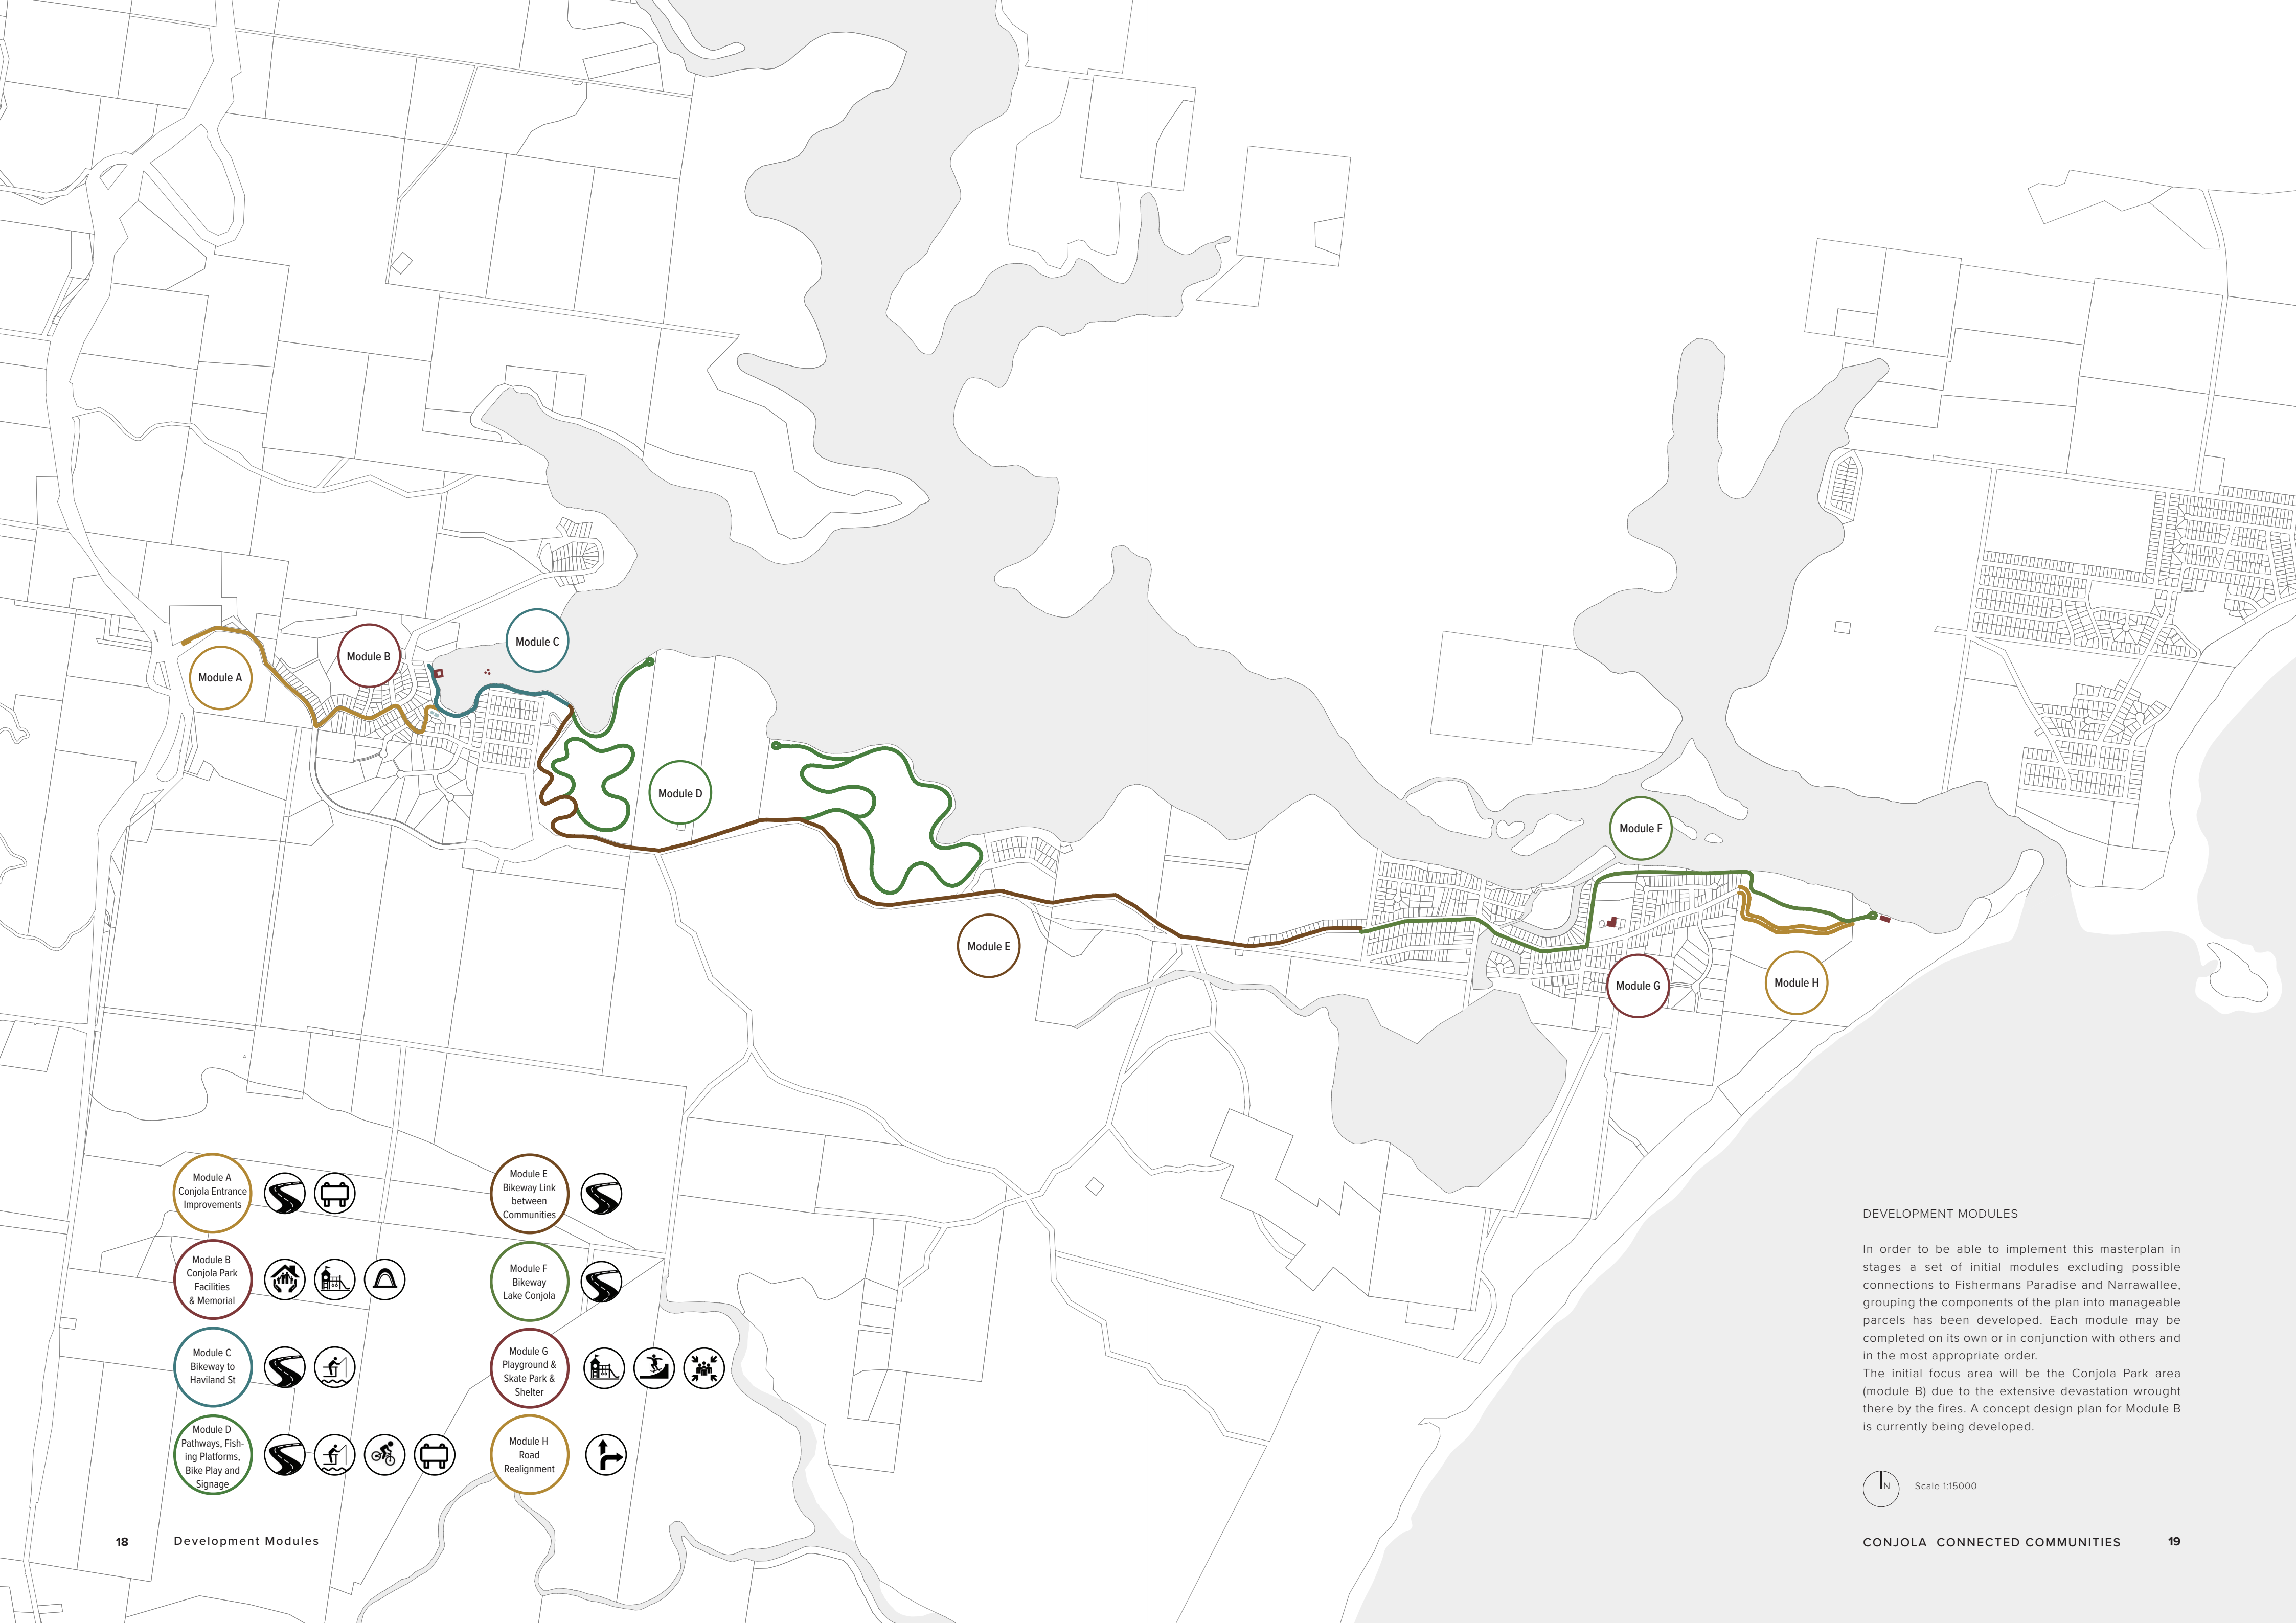 Module A
Module B
Module C
Module D
Module E
Module F
Module G
Module H
Module A
Conjola Entrance
Improvements
Module B
Conjola Park
Facilities
& Memorial
Module C
Bikeway to
Haviland St
Module D
Pathways, Fish-
ing Platforms,
Bike Play and
Signage
Module E
Bikeway Link
between
Communities
Module F
Bikeway
Lake Conjola
Module G
Playground &
Skate Park &
Shelter
Module H
Road
Realignment
DEVELOPMENT MODULES
In order to be able to implement this masterplan in
stages a set of initial modules excluding possible
connections to Fishermans Paradise and Narrawallee,
grouping the components of the plan into manageable
parcels has been developed. Each module may be
completed on its own or in conjunction with others and
in the most appropriate order.
The initial focus area will be the Conjola Park area
(module B) due to the extensive devastation wrought
there by the fires. A concept design plan for Module B
is currently being developed.
N
Scale 1:15000
18 Development Modules
CONJOLA CONNECTED COMMUNITIES 19